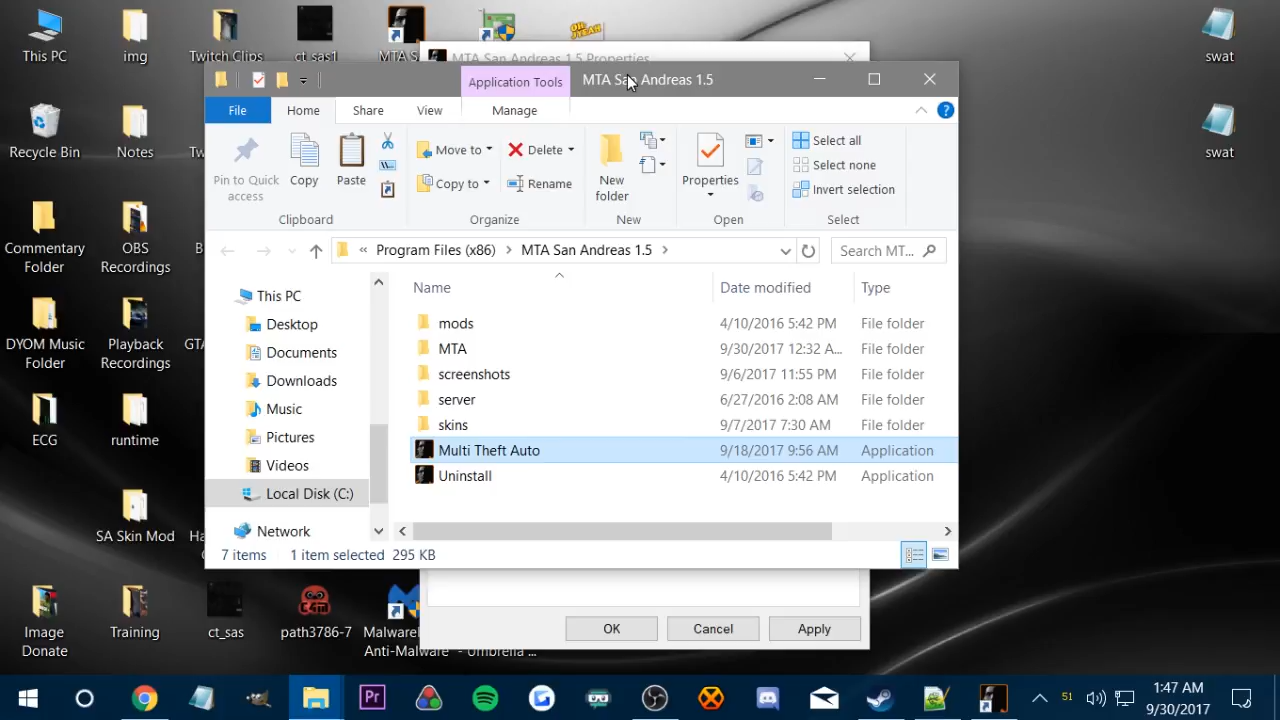 This PC
img
Twitch Clips
ct_sas1
MTA S
swat
MTA San Andreas 1.5 Properties
Application Tools
MTA San Andreas 1.5
File
Home
Share
View
Manage
Recycle Bin
Notes
Tw
swat
Pin to Quick access
Copy
Paste
Move to
Copy to
Delete
Rename
New folder
Properties
Select all
Select none
Invert selection
Clipboard
Organize
New
Open
Select
Commentary Folder
OBS Recordings
B
« Program Files (x86) > MTA San Andreas 1.5 >
Search MT...
Name
Date modified
Type
This PC
Desktop
Documents
Downloads
Music
Pictures
Videos
Local Disk (C:)
Network
mods 4/10/2016 5:42 PM File folder
MTA 9/30/2017 12:32 A... File folder
screenshots 9/6/2017 11:55 PM File folder
server 6/27/2016 2:08 AM File folder
skins 9/7/2017 7:30 AM File folder
Multi Theft Auto 9/18/2017 9:56 AM Application
Uninstall 4/10/2016 5:42 PM Application
DYOM Music Folder
Playback Recordings
GTA
ECG
runtime
SA Skin Mod
Ha
7 items 1 item selected 295 KB
Image Donate
Training
ct_sas
path3786-7
Malware
Anti-Malware
- Umbrella ...
OK
Cancel
Apply
Pr
51
1:47 AM
9/30/2017